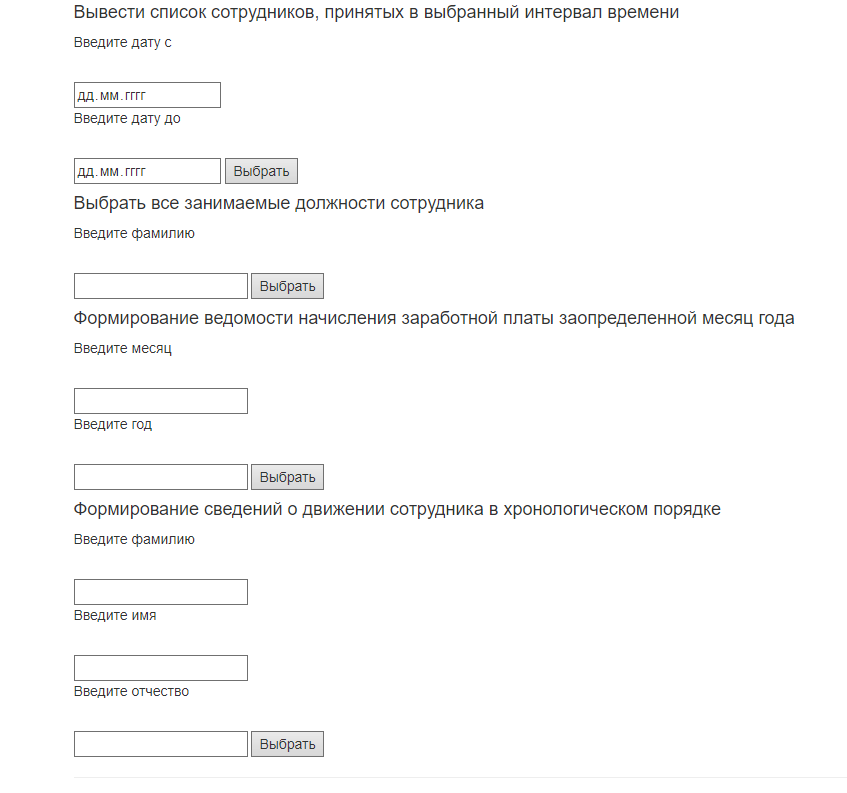 Вывести список сотрудников, принятых в выбранный интервал времени
Введите дату с
дд.мм.гггг
Введите дату до
дд.мм.гггг Выбрать
Выбрать все занимаемые должности сотрудника
Введите фамилию
Выбрать
Формирование ведомости начисления заработной платы заопределенной месяц года
Введите месяц
Введите год
Выбрать
Формирование сведений о движении сотрудника в хронологическом порядке
Введите фамилию
Введите имя
Введите отчество
Выбрать